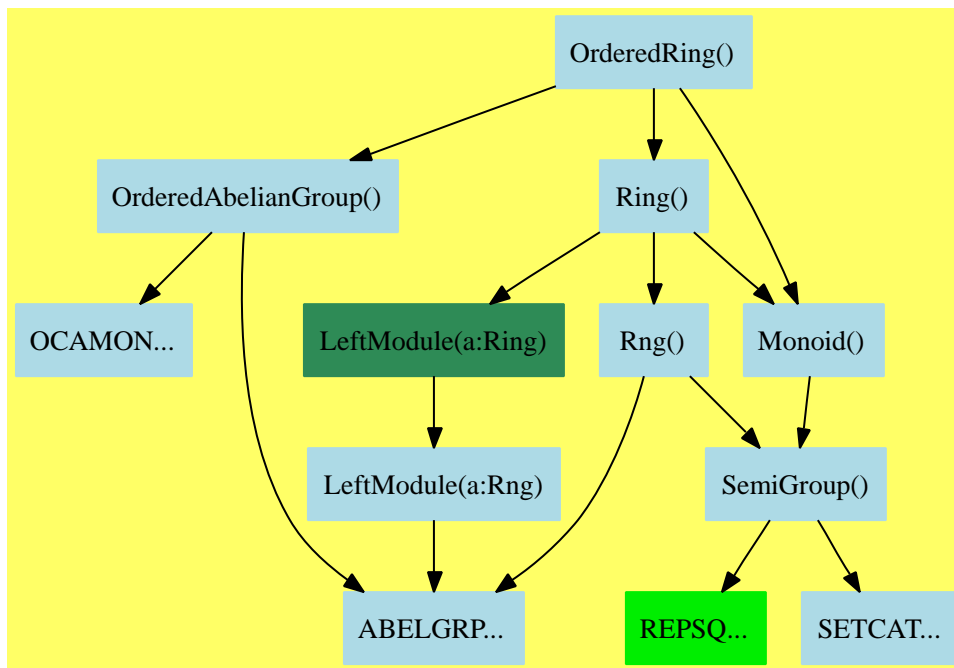 OrderedRing()
OrderedAbelianGroup()
Ring()
OCAMON...
LeftModule(a:Ring)
Rng()
Monoid()
LeftModule(a:Rng)
SemiGroup()
ABELGRP...
REPSQ...
SETCAT...